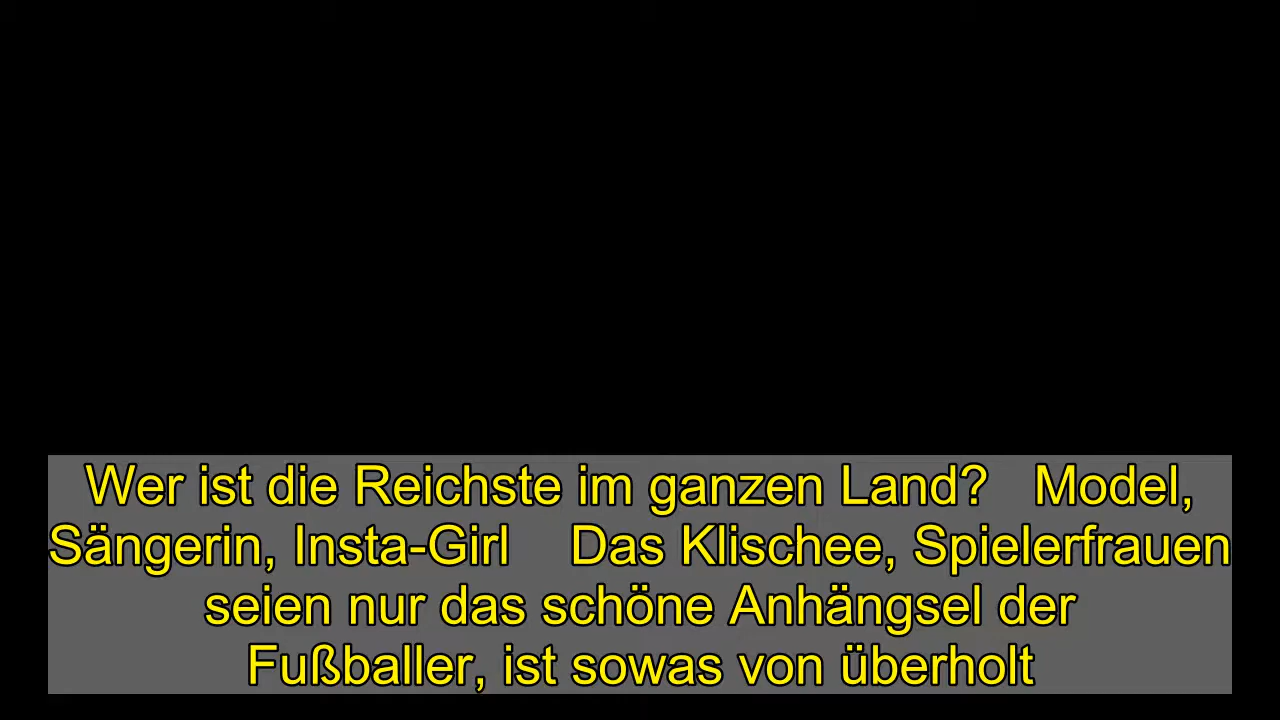 Wer ist die Reichste im ganzen Land?   Model,
Sängerin, Insta-Girl    Das Klischee, Spielerfrauen
seien nur das schöne Anhängsel der
Fußballer, ist sowas von überholt